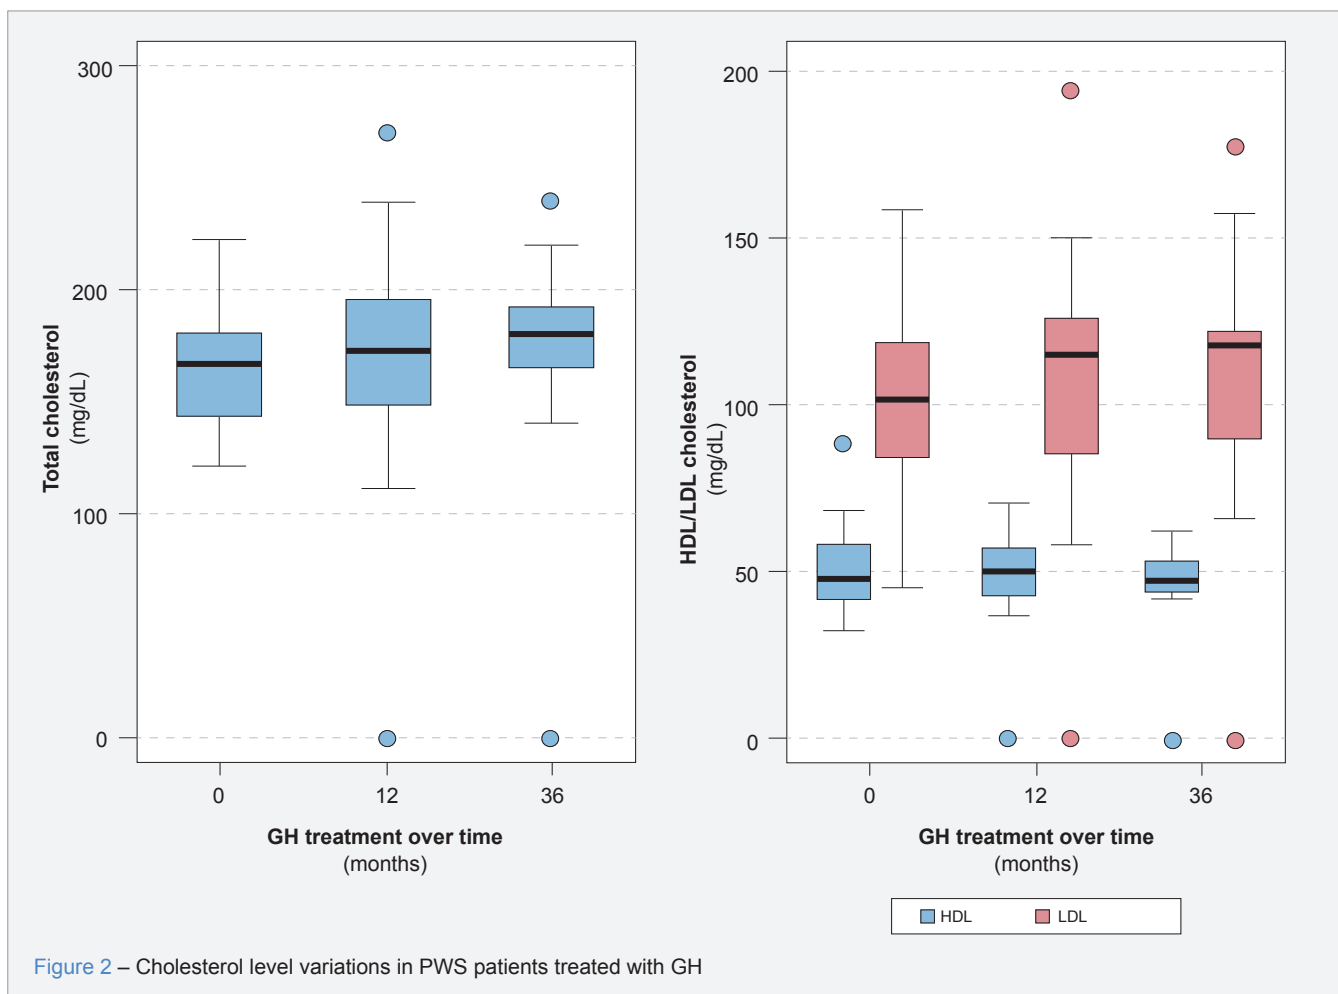 300
200
100
0
Total cholesterol
(mg/dL)
0 12 36
GH treatment over time
(months)
200
150
100
50
0
HDL/LDL cholesterol
(mg/dL)
0 12 36
GH treatment over time
(months)
HDL LDL
Figure 2 – Cholesterol level variations in PWS patients treated with GH